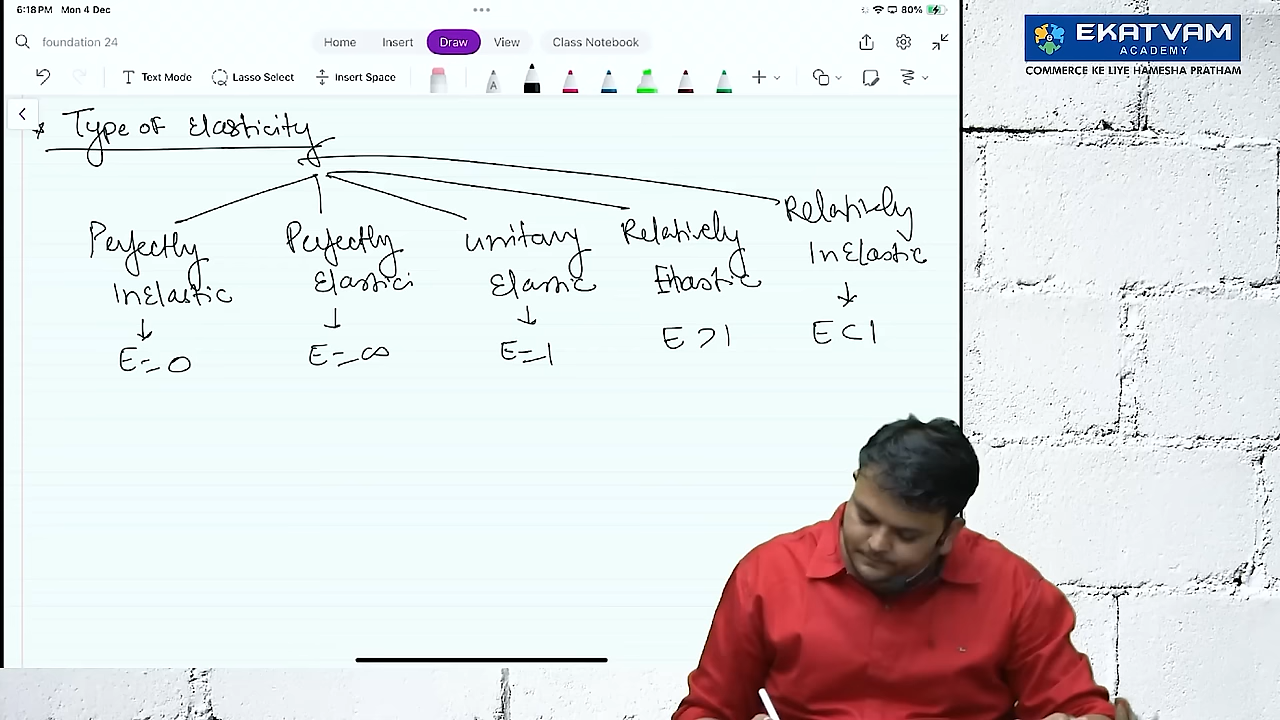 6:18 PM Mon 4 Dec
80%
foundation 24
Home Insert Draw View Class Notebook
Text Mode Lasso Select Insert Space
* Type of Elasticity
Perfectly
InElastic
E=0
Perfectly
Elastic
E=∞
Unitary
Elastic
E=1
Relatively
Elastic
E >1
Relatively
InElastic
E <1
EKATVAM
ACADEMY
COMMERCE KE LIYE HAMESHA PRATHAM